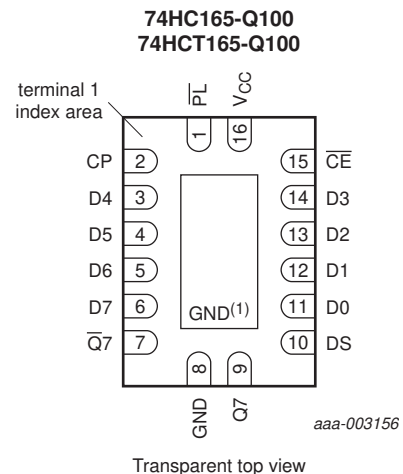 74HC165-Q100
74HCT165-Q100
terminal 1
index area
PL
VCC
1
16
CP 2
15 CE
D4 3
14 D3
D5 4
13 D2
D6 5
12 D1
D7 6
11 D0
GND(1)
Q7 7
10 DS
8
9
GND
Q7
aaa-003156
Transparent top view